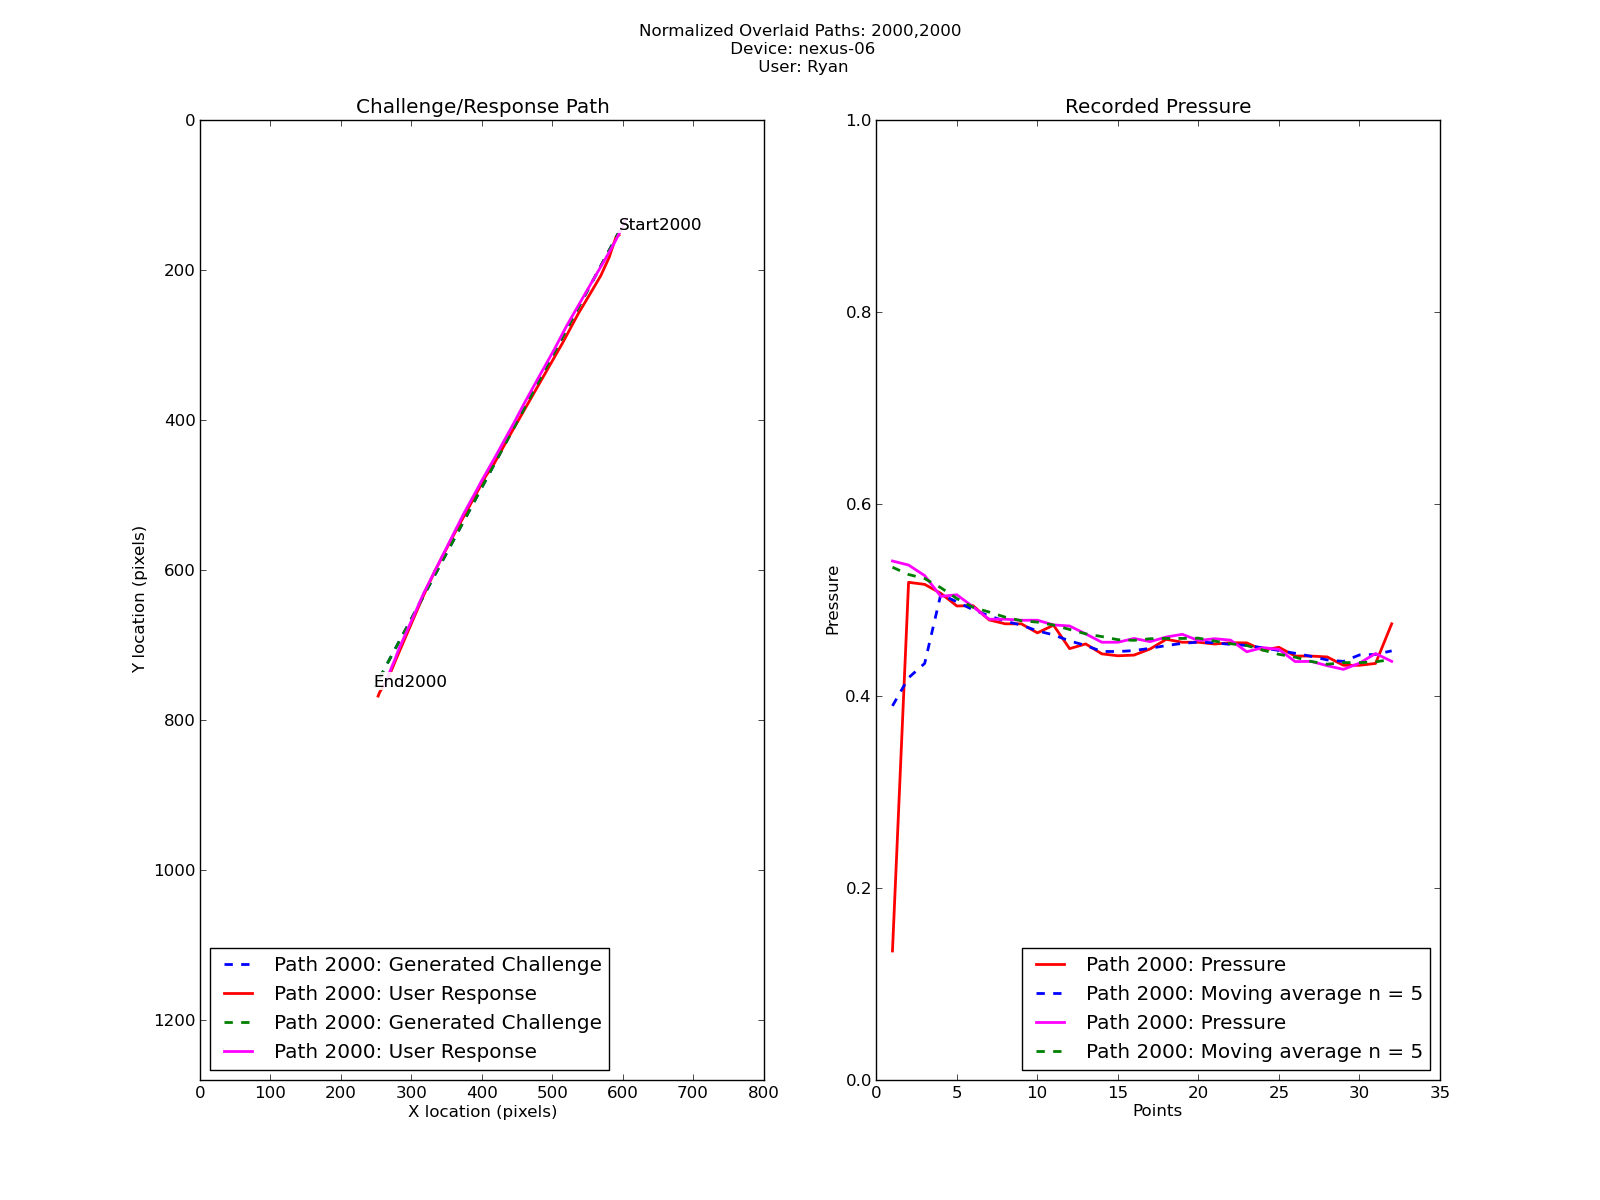 Normalized Overlaid Paths: 2000,2000
Device: nexus-06
User: Ryan
Challenge/Response Path
0
200
400
600
800
1000
1200
Y location (pixels)
Start2000
End2000
Path 2000: Generated Challenge
Path 2000: User Response
Path 2000: Generated Challenge
Path 2000: User Response
0 100 200 300 400 500 600 700 800
X location (pixels)
Recorded Pressure
1.0
0.8
0.6
0.4
0.2
0.0
Pressure
Path 2000: Pressure
Path 2000: Moving average n = 5
Path 2000: Pressure
Path 2000: Moving average n = 5
0 5 10 15 20 25 30 35
Points